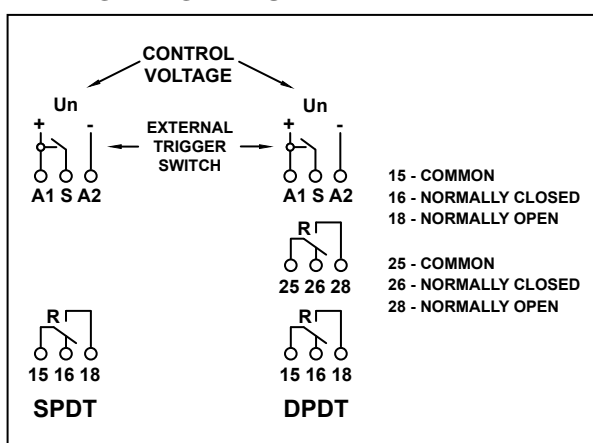 CONTROL
VOLTAGE
Un
Un
+ -
+ -
EXTERNAL
TRIGGER
SWITCH
A1 S A2
A1 S A2
15 - COMMON
16 - NORMALLY CLOSED
18 - NORMALLY OPEN
R
25 26 28
25 - COMMON
26 - NORMALLY CLOSED
28 - NORMALLY OPEN
R
R
15 16 18
15 16 18
SPDT
DPDT